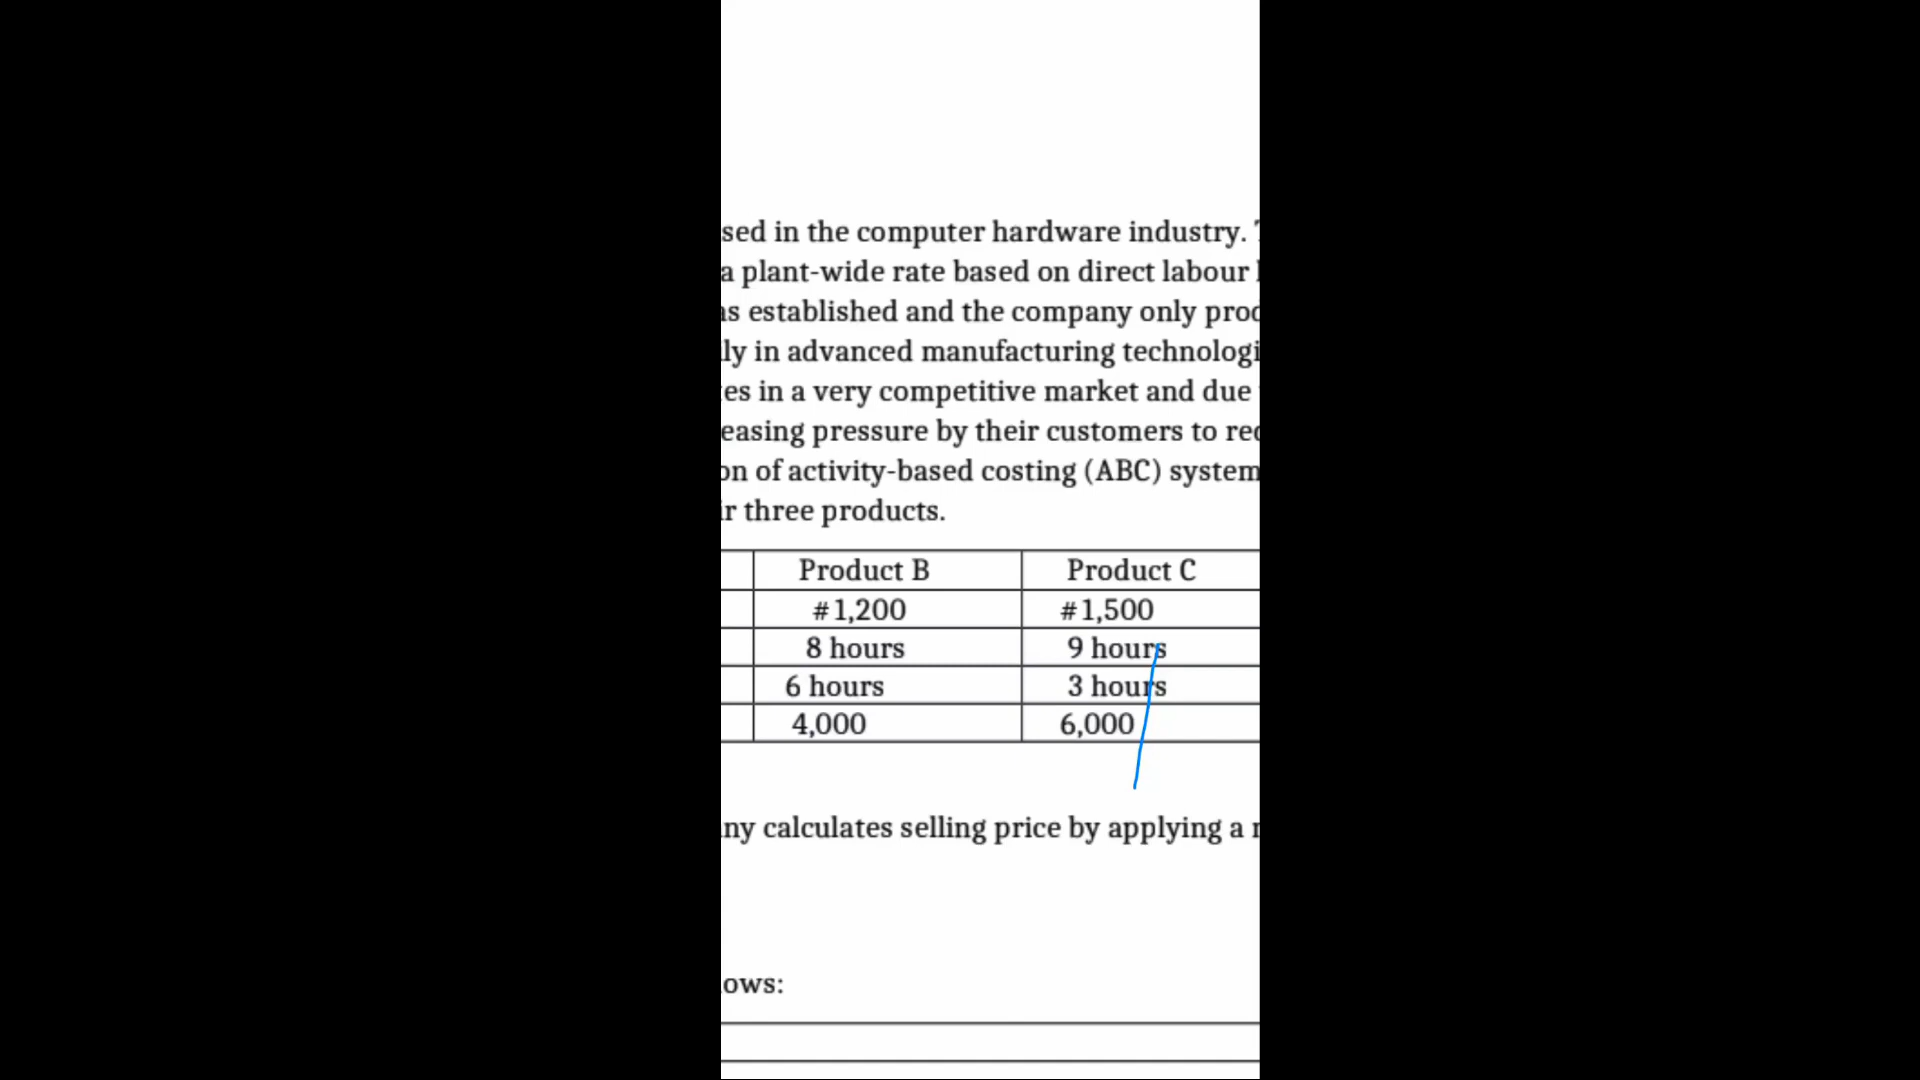 sed in the computer hardware industry.
a plant-wide rate based on direct labour
as established and the company only prod
ly in advanced manufacturing technologi
es in a very competitive market and due
easing pressure by their customers to red
on of activity-based costing (ABC) system
ir three products.
Product B Product C
#1,200 #1,500
8 hours 9 hours
6 hours 3 hours
4,000 6,000
ny calculates selling price by applying a
ows: